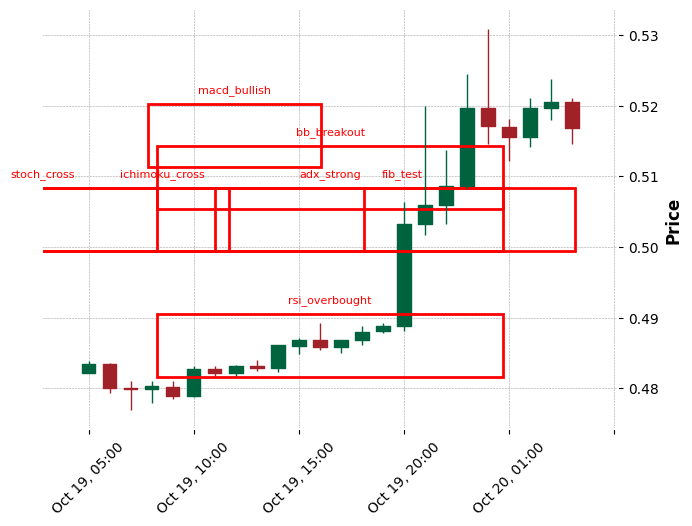 macd_bullish
bb_breakout
stoch_cross
ichimoku_cross
adx_strong
fib_test
rsi_overbought
0.53
0.52
0.51
0.50
0.49
0.48
Price
Oct 19, 05:00
Oct 19, 10:00
Oct 19, 15:00
Oct 19, 20:00
Oct 20, 01:00